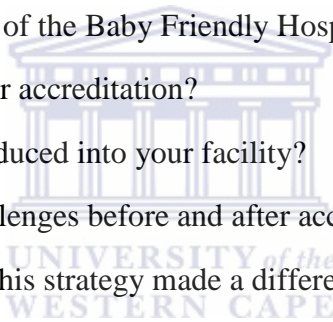 of the Baby Friendly Hosp
r accreditation?
duced into your facility?
llenges before and after acc
UNIVERSITY of the
his strategy made a differe
WESTERN CAPE